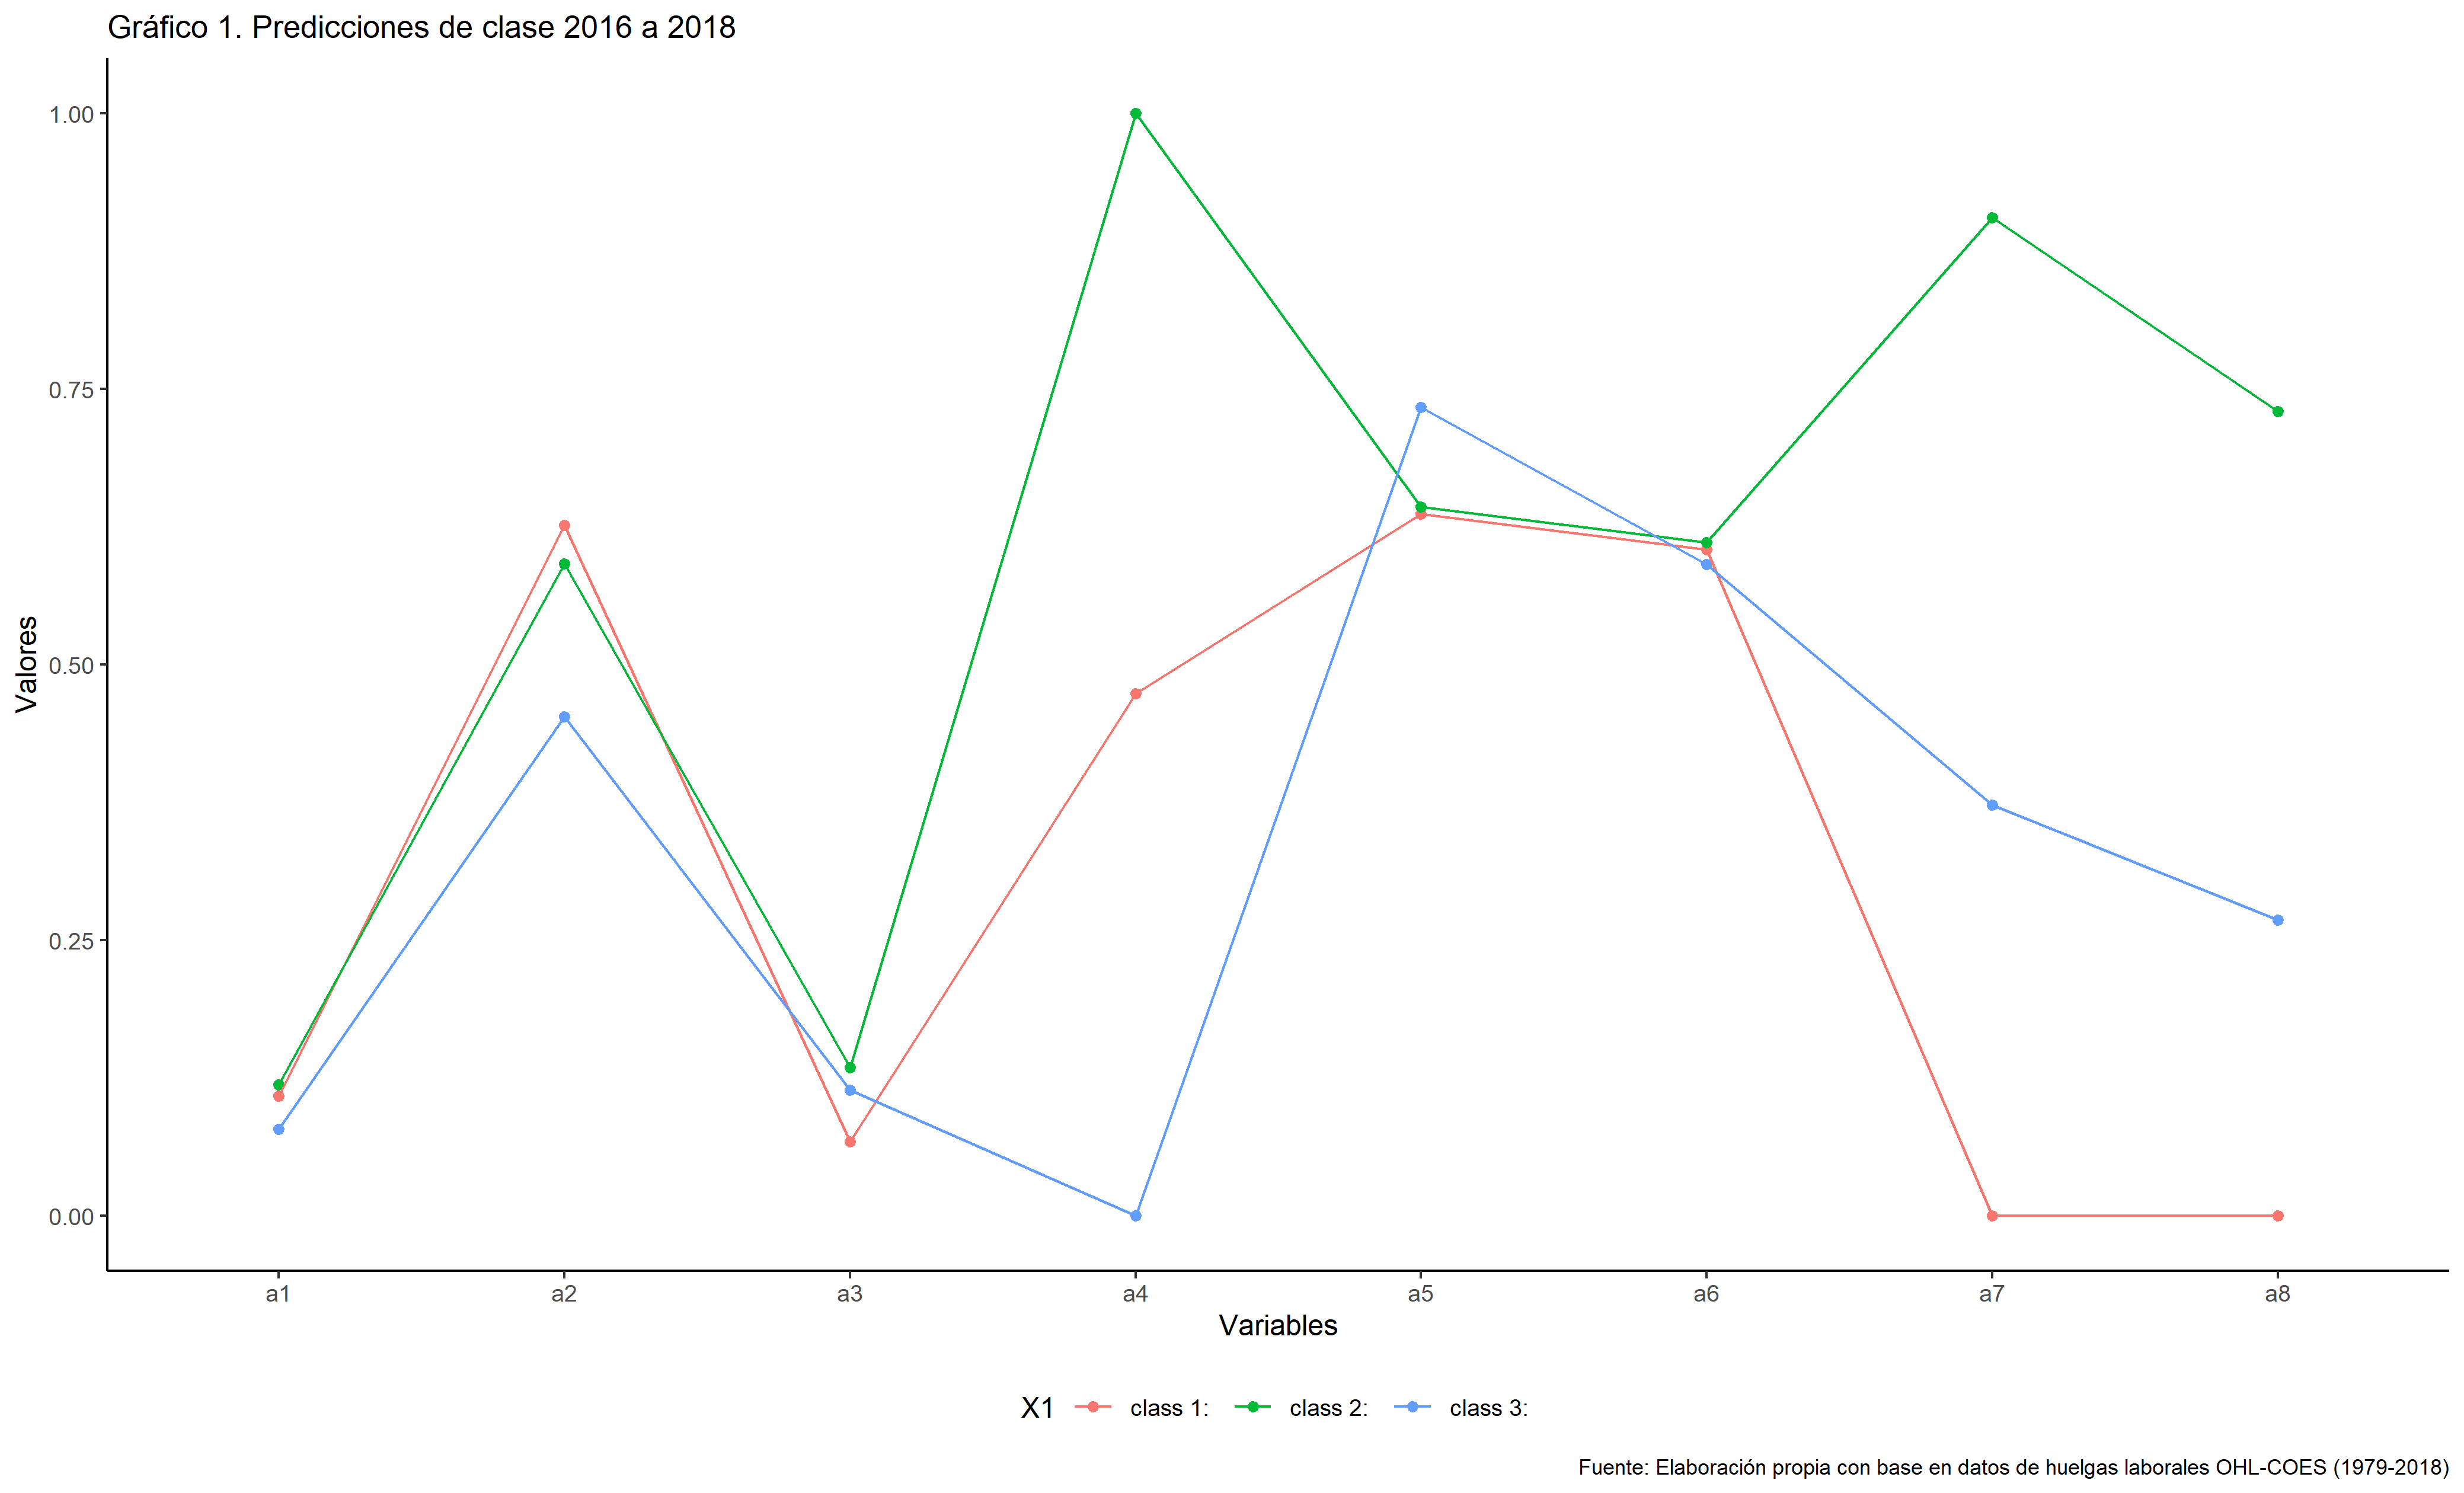 Gráfico 1. Predicciones de clase 2016 a 2018
1.00
0.75
0.50
0.25
0.00
Valores
a1 a2 a3 a4 a5 a6 a7 a8
Variables
X1 class 1: class 2: class 3:
Fuente: Elaboración propia con base en datos de huelgas laborales OHL-COES (1979-2018)